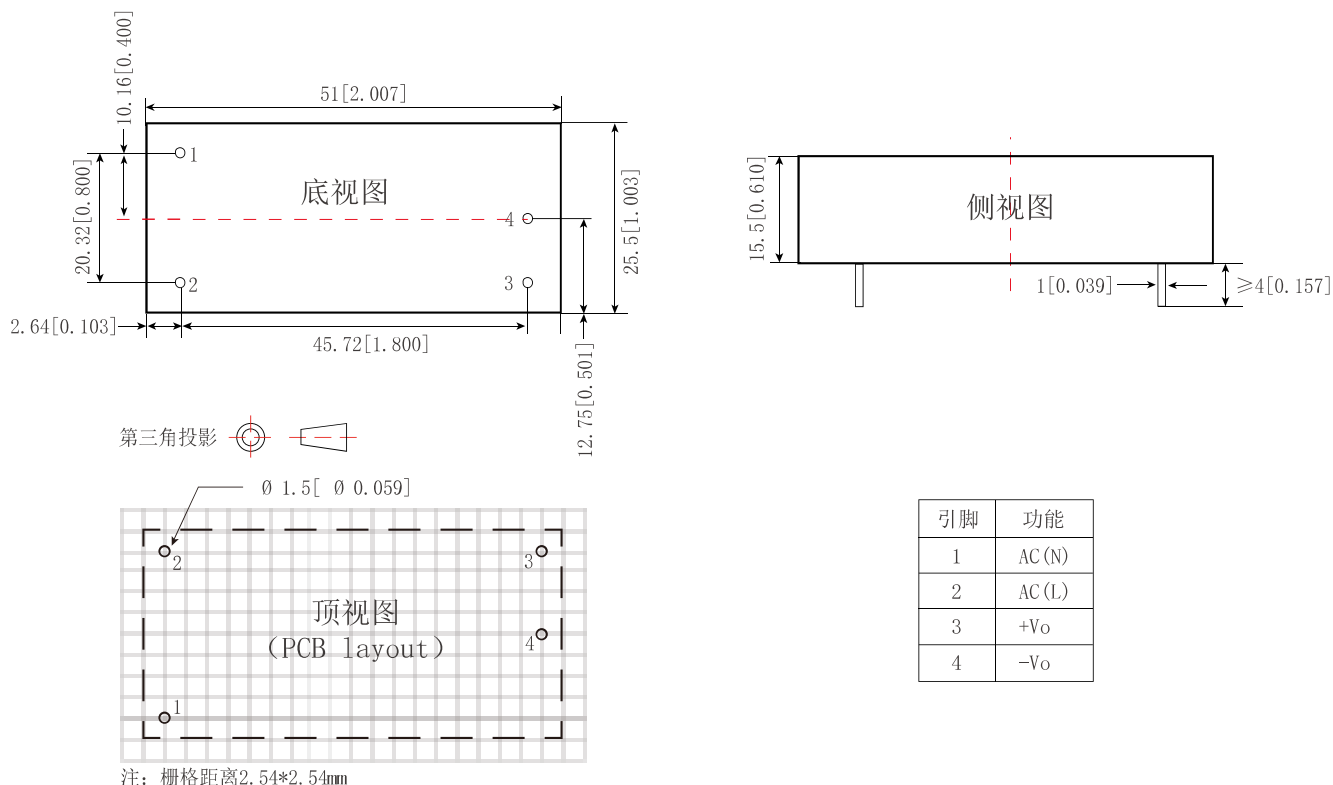 10.16[0.400]
51[2.007]
1
20.32[0.800]
底视图
4
25.5[1.003]
2
3
2.64[0.103]
45.72[1.800]
12.75[0.501]
15.5[0.610]
侧视图
1[0.039]
≥4[0.157]
第三角投影
Ø 1.5[ Ø 0.059]
2
3
顶视图
(PCB layout)
4
1
注: 栅格距离2.54*2.54mm
引脚 功能
1 AC(N)
2 AC(L)
3 +Vo
4 -Vo